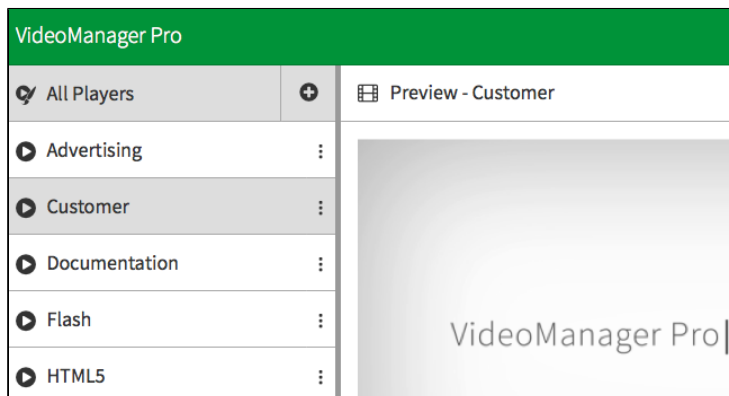 VideoManager Pro
All Players
Preview - Customer
Advertising
Customer
Documentation
Flash
HTML5
VideoManager Pro